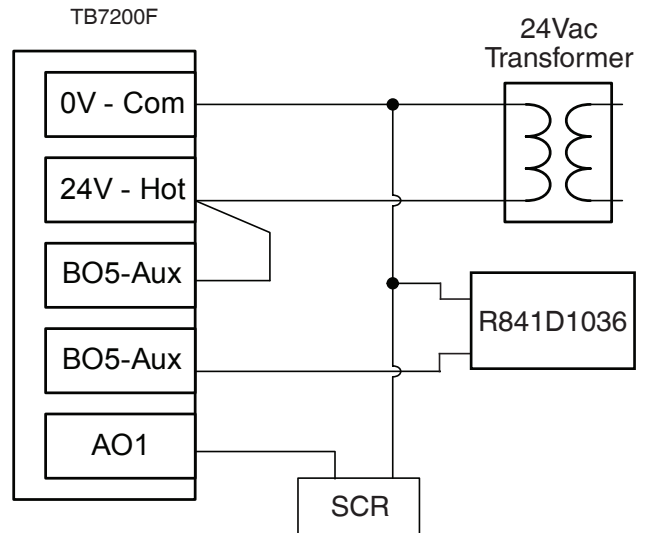 TB7200F
24Vac
Transformer
0V - Com
24V - Hot
BO5-Aux
BO5-Aux
R841D1036
AO1
SCR